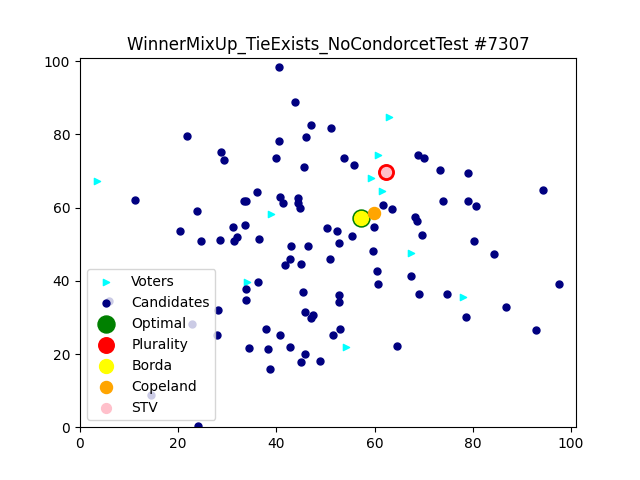 WinnerMixUp_TieExists_NoCondorcetTest #7307
100
80
60
40
20
0
0 20 40 60 80 100
Voters
Candidates
Optimal
Plurality
Borda
Copeland
STV